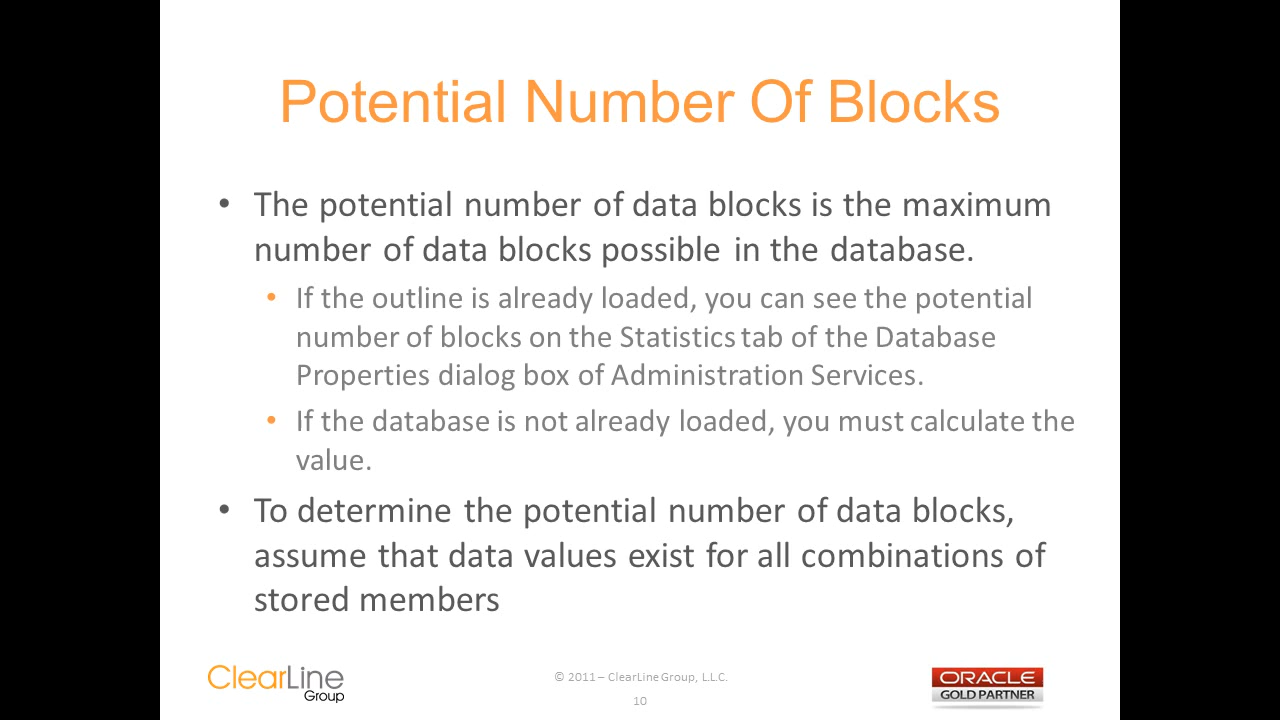 Potential Number Of Blocks
• The potential number of data blocks is the maximum
number of data blocks possible in the database.
• If the outline is already loaded, you can see the potential
number of blocks on the Statistics tab of the Database
Properties dialog box of Administration Services.
• If the database is not already loaded, you must calculate the
value.
• To determine the potential number of data blocks,
assume that data values exist for all combinations of
stored members
ClearLine
Group
© 2011 – ClearLine Group, L.L.C.
10
ORACLE
GOLD PARTNER